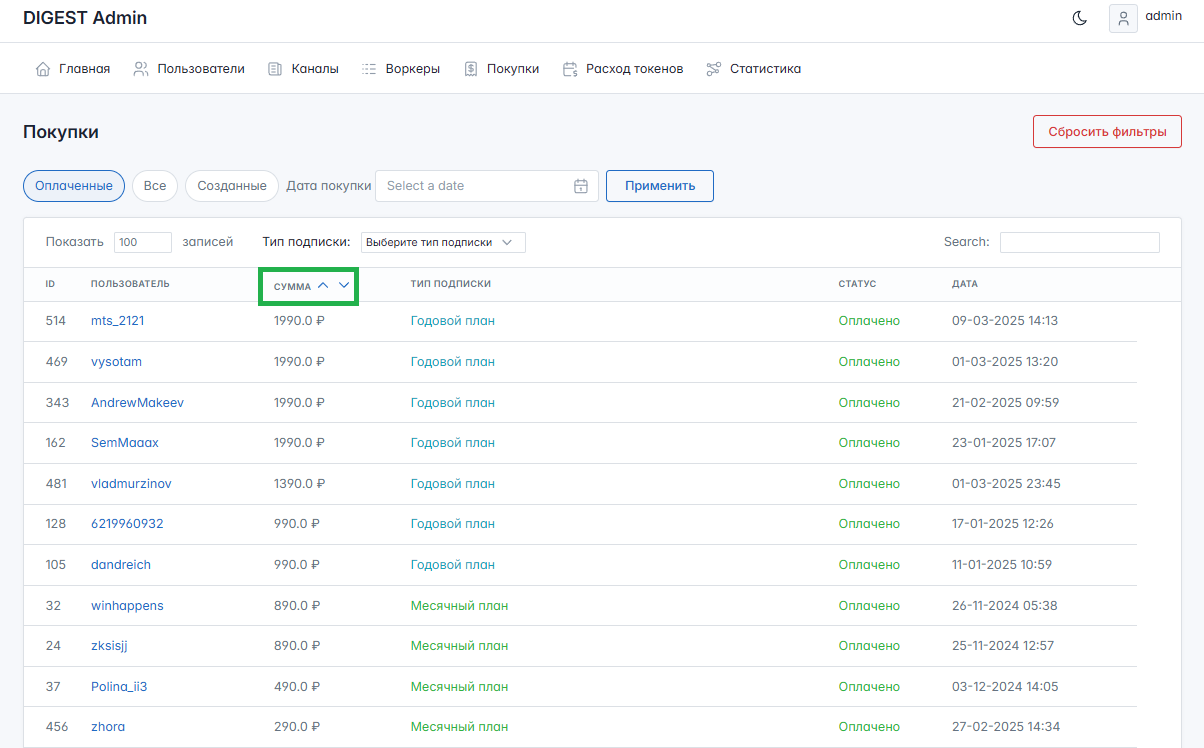 DIGEST Admin
admin
Главная Пользователи Каналы Воркеры Покупки Расход токенов Статистика
Покупки
Сбросить фильтры
Оплаченные Все Созданные Дата покупки Select a date Применить
Показать 100 записей Тип подписки: Выберите тип подписки Search:
ID ПОЛЬЗОВАТЕЛЬ СУММА ТИП ПОДПИСКИ СТАТУС ДАТА
514 mts_2121 1990.0 ₽ Годовой план Оплачено 09-03-2025 14:13
469 vysotam 1990.0 ₽ Годовой план Оплачено 01-03-2025 13:20
343 AndrewMakeev 1990.0 ₽ Годовой план Оплачено 21-02-2025 09:59
162 SemMaaax 1990.0 ₽ Годовой план Оплачено 23-01-2025 17:07
481 vladmurzinov 1390.0 ₽ Годовой план Оплачено 01-03-2025 23:45
128 6219960932 990.0 ₽ Годовой план Оплачено 17-01-2025 12:26
105 dandreich 990.0 ₽ Годовой план Оплачено 11-01-2025 10:59
32 winhappens 890.0 ₽ Месячный план Оплачено 26-11-2024 05:38
24 zksisjj 890.0 ₽ Месячный план Оплачено 25-11-2024 12:57
37 Polina_ii3 490.0 ₽ Месячный план Оплачено 03-12-2024 14:05
456 zhora 290.0 ₽ Месячный план Оплачено 27-02-2025 14:34